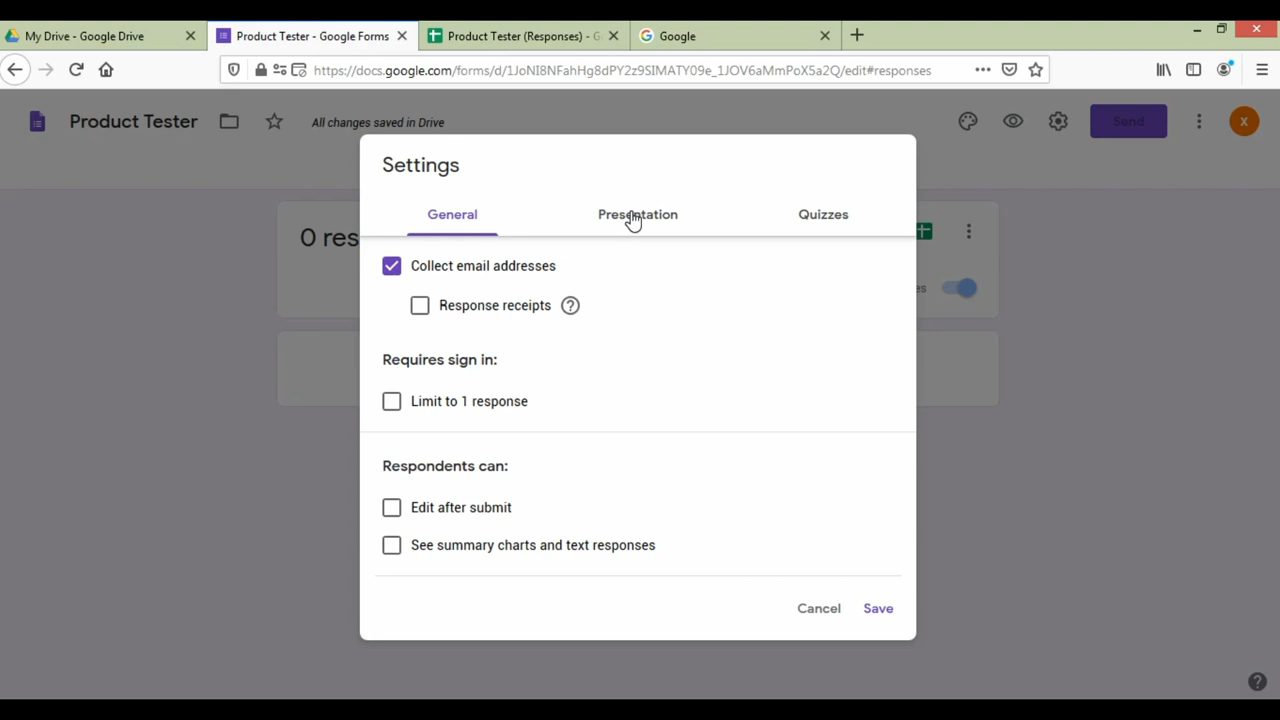 My Drive - Google Drive
Product Tester - Google Forms
Product Tester (Responses) - G
Google
https://docs.google.com/forms/d/1JoNI8NFahHg8dPY2z9SIMATY09e_1JOV6aMmPoX5a2Q/edit#responses
Product Tester
All changes saved in Drive
Send
X
Settings
General
Presentation
Quizzes
0 res
Collect email addresses
es
Response receipts
Requires sign in:
Limit to 1 response
Respondents can:
Edit after submit
See summary charts and text responses
Cancel
Save